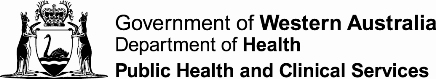 Government of Western Australia
Department of Health
Public Health and Clinical Services